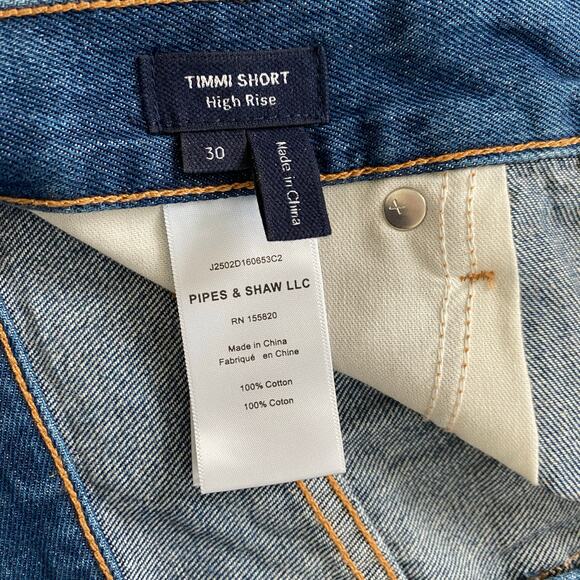 TIMMI SHORT
High Rise
30
Made in China
J2502D160653C2
PIPES & SHAW LLC
RN 155820
Made in China
Fabriqué en Chine
100% Cotton
100% Coton